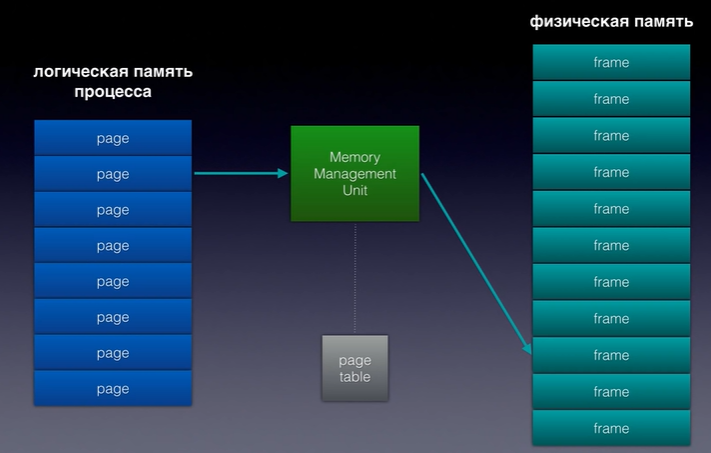 логическая память
процесса
page
page
page
page
page
page
page
page
Memory
Management
Unit
page
table
физическая память
frame
frame
frame
frame
frame
frame
frame
frame
frame
frame
frame